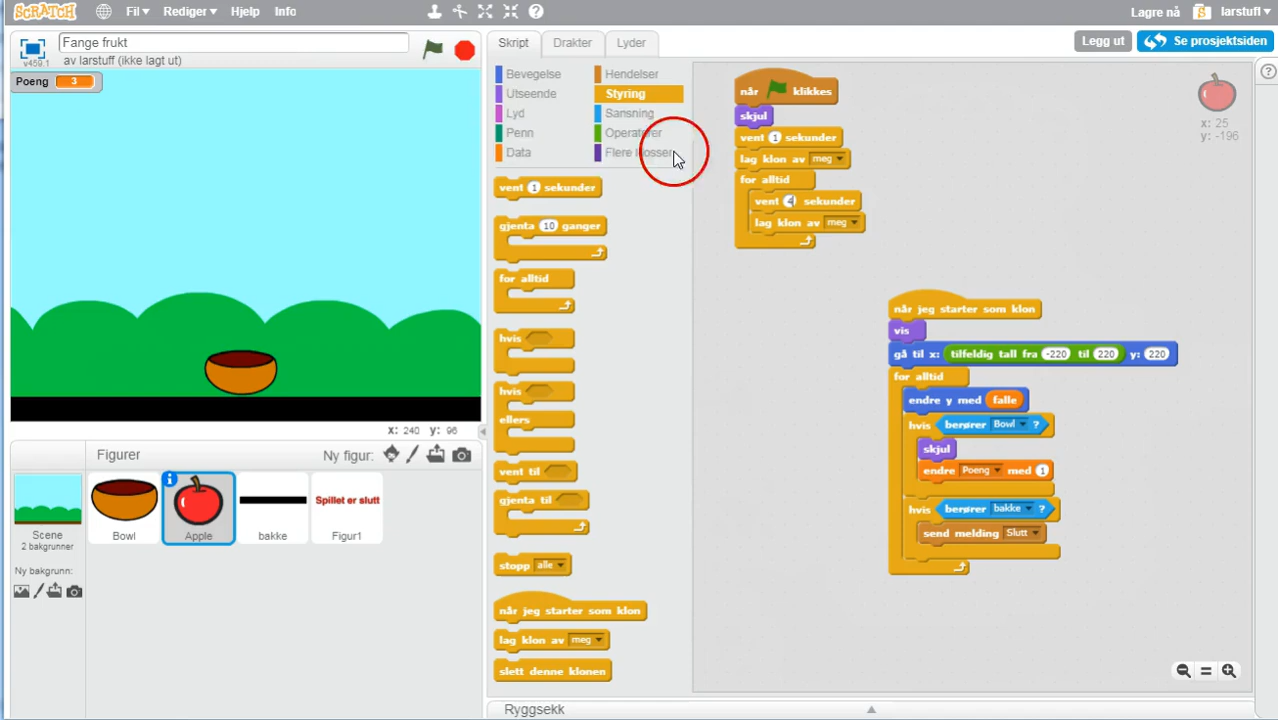 SCRATCH Fil Rediger Hjelp Info Lagre nå larstuff
Fange frukt
av larstuff (ikke lagt ut)
v459.1
Poeng 3
x: 240 y: 96
Skript Drakter Lyder
Legg ut Se prosjektsiden
Bevegelse Hendelser
Utseende Styring
Lyd Sansning
Penn Operatorer
Data Flere klosser
vent 1 sekunder
gjenta 10 ganger
for alltid
hvis
hvis
ellers
vent til
gjenta til
stopp alle
når jeg starter som klon
lag klon av meg
slett denne klonen
når klikkes
skjul
vent 1 sekunder
lag klon av meg
for alltid
vent 4 sekunder
lag klon av meg
x: 25
y: -196
når jeg starter som klon
vis
gå til x: tilfeldig tall fra -220 til 220 y: 220
for alltid
endre y med falle
hvis berører Bowl ?
skjul
endre Poeng med 1
hvis berører bakke ?
send melding Slutt
Figurer Ny figur:
Scene
2 bakgrunner
Ny bakgrunn:
Bowl
Apple
bakke
Spillet er slutt
Figur1
Ryggsekk